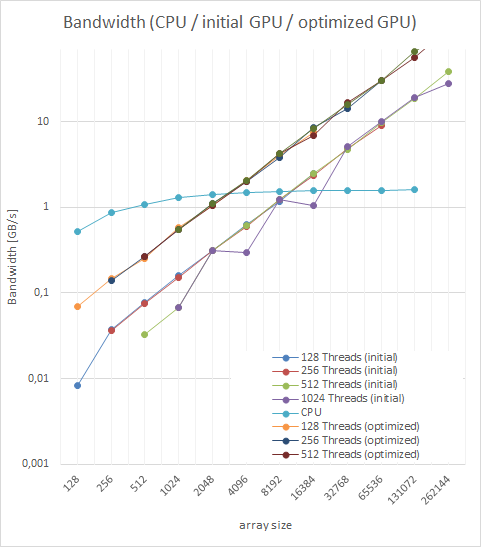 Bandwidth (CPU / initial GPU / optimized GPU)
10
1
0,1
0,01
0,001
Bandwidth [GB/s]
128 Threads (initial)
256 Threads (initial)
512 Threads (initial)
1024 Threads (initial)
CPU
128 Threads (optimized)
256 Threads (optimized)
512 Threads (optimized)
128
256
512
1024
2048
4096
8192
16384
32768
65536
131072
262144
array size